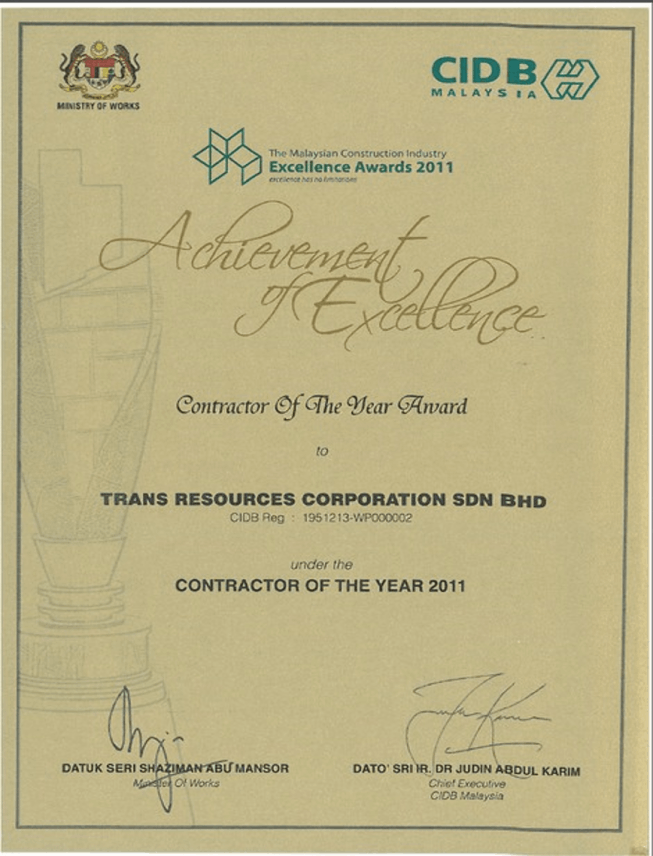 MINISTRY OF WORKS
CIDB
MALAYSIA
The Malaysian Construction Industry
Excellence Awards 2011
excellence has no limitations
Achievement
of Excellence
Contractor Of The Year Award
to
TRANS RESOURCES CORPORATION SDN BHD
CIDB Reg : 1951213-WP000002
under the
CONTRACTOR OF THE YEAR 2011
DATUK SERI SHAZIMAN ABU MANSOR
Minister Of Works
DATO' SRI IR. DR JUDIN ABDUL KARIM
Chief Executive
CIDB Malaysia